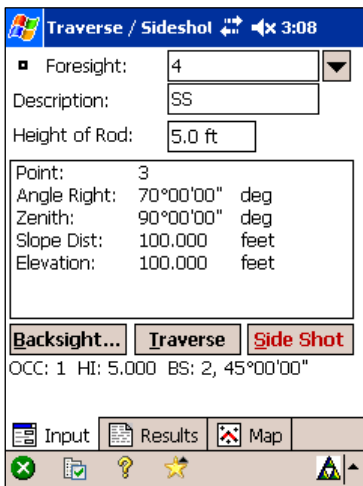 Traverse / Sideshol 3:08
Foresight: 4
Description: SS
Height of Rod: 5.0 ft
Point: 3
Angle Right: 70°00'00" deg
Zenith: 90°00'00" deg
Slope Dist: 100.000 feet
Elevation: 100.000 feet
Backsight... Traverse Side Shot
OCC: 1 HI: 5.000 BS: 2, 45°00'00"
Input Results Map